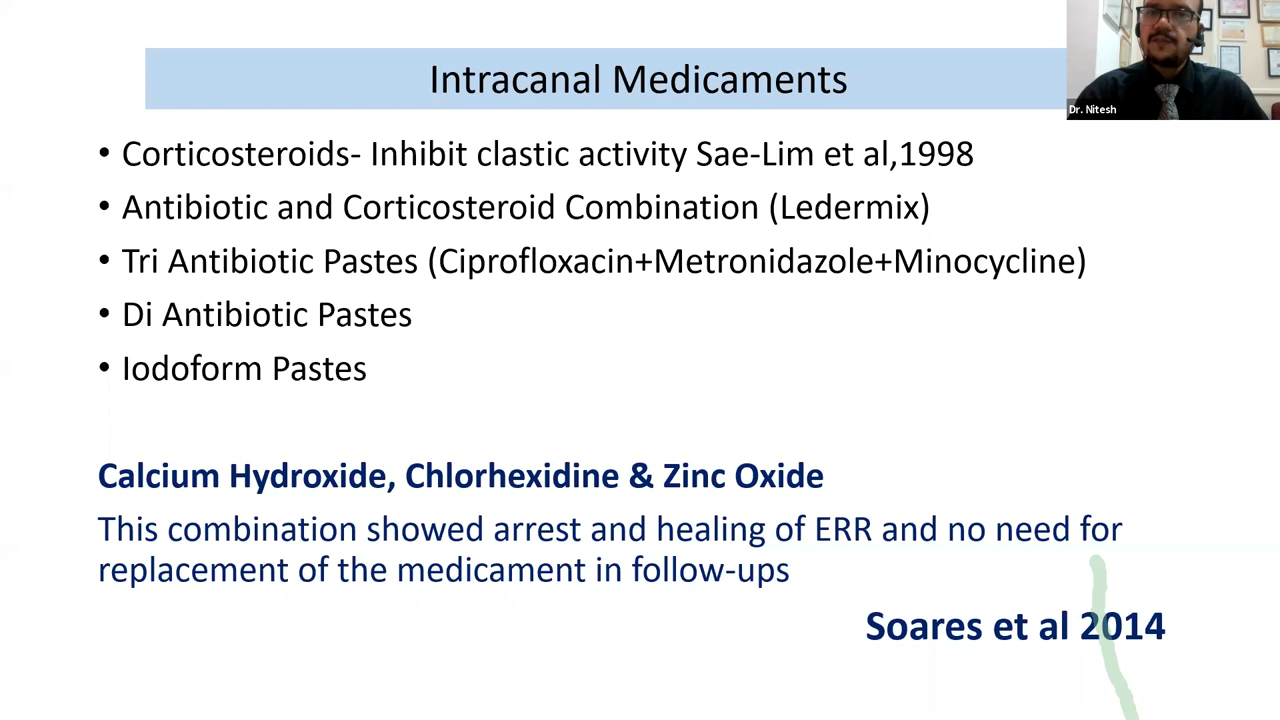 Intracanal Medicaments
Dr. Nitesh
• Corticosteroids- Inhibit clastic activity Sae-Lim et al,1998
• Antibiotic and Corticosteroid Combination (Ledermix)
• Tri Antibiotic Pastes (Ciprofloxacin+Metronidazole+Minocycline)
• Di Antibiotic Pastes
• Iodoform Pastes
Calcium Hydroxide, Chlorhexidine & Zinc Oxide
This combination showed arrest and healing of ERR and no need for
replacement of the medicament in follow-ups
Soares et al 2014